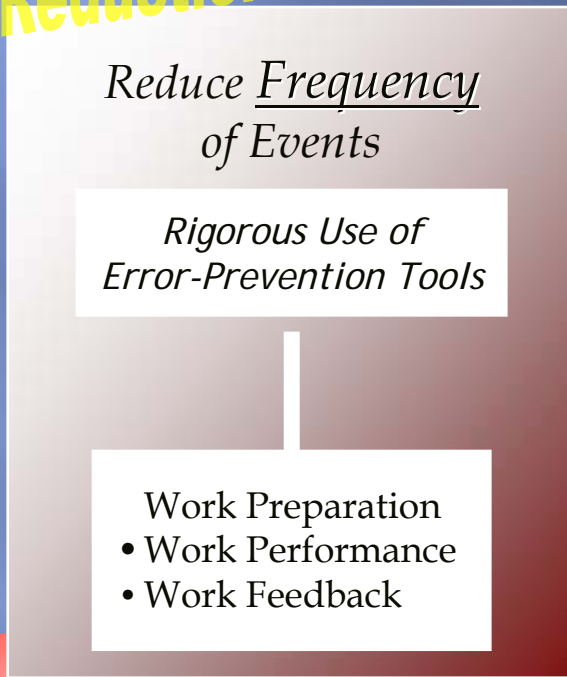 Reduce Frequency
of Events
Rigorous Use of
Error-Prevention Tools
Work Preparation
• Work Performance
• Work Feedback